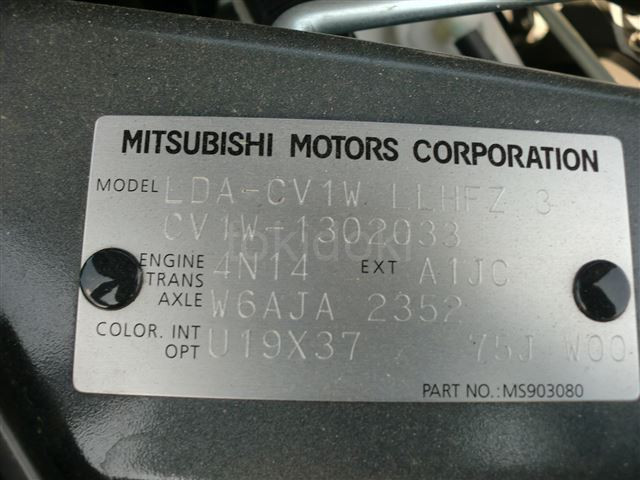 MITSUBISHI MOTORS CORPORATION
MODEL LDA-CV1W LLHFZ 3
CV1W-1302033
ENGINE 4N14 EXT A1JC
TRANS
AXLE W6AJA 2352
COLOR. INT U19X37 75J W00
OPT
PART NO.:MS903080